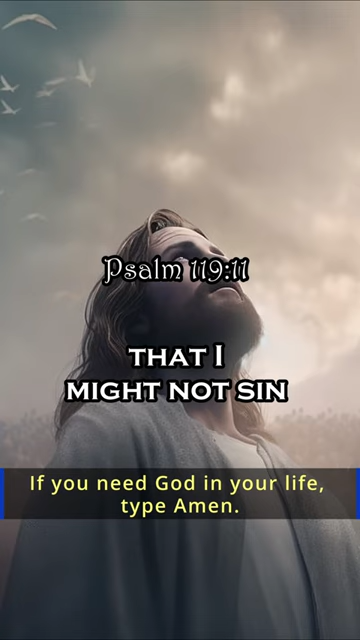 Psalm 119:11
THAT I
MIGHT NOT SIN
If you need God in your life,
type Amen.